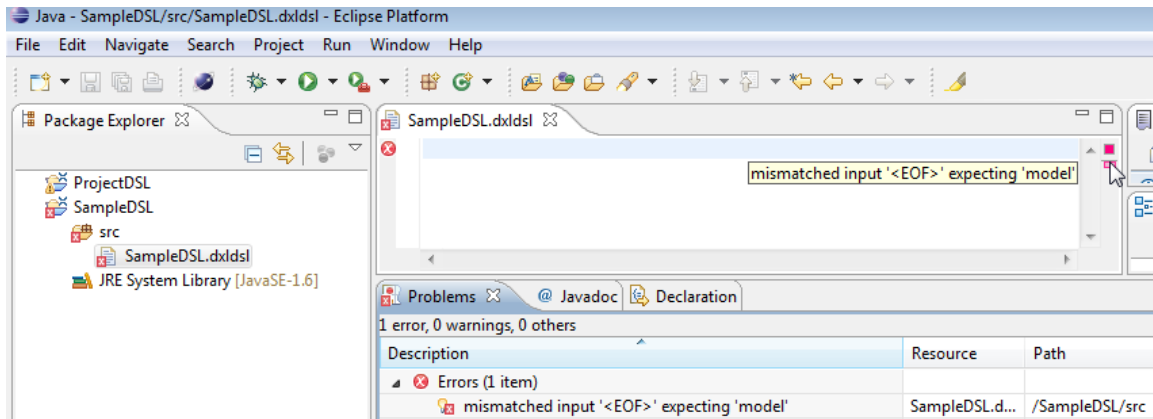 Java - SampleDSL/src/SampleDSL.dxldsl - Eclipse Platform
File Edit Navigate Search Project Run Window Help
Package Explorer
SampleDSL.dxldsl
mismatched input '<EOF>' expecting 'model'
ProjectDSL
SampleDSL
src
SampleDSL.dxldsl
JRE System Library [JavaSE-1.6]
Problems @ Javadoc Declaration
1 error, 0 warnings, 0 others
Description Resource Path
Errors (1 item)
mismatched input '<EOF>' expecting 'model' SampleDSL.d... /SampleDSL/src